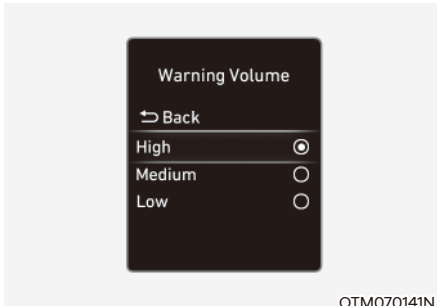 Warning Volume
Back
High
Medium
Low
OTM070141N